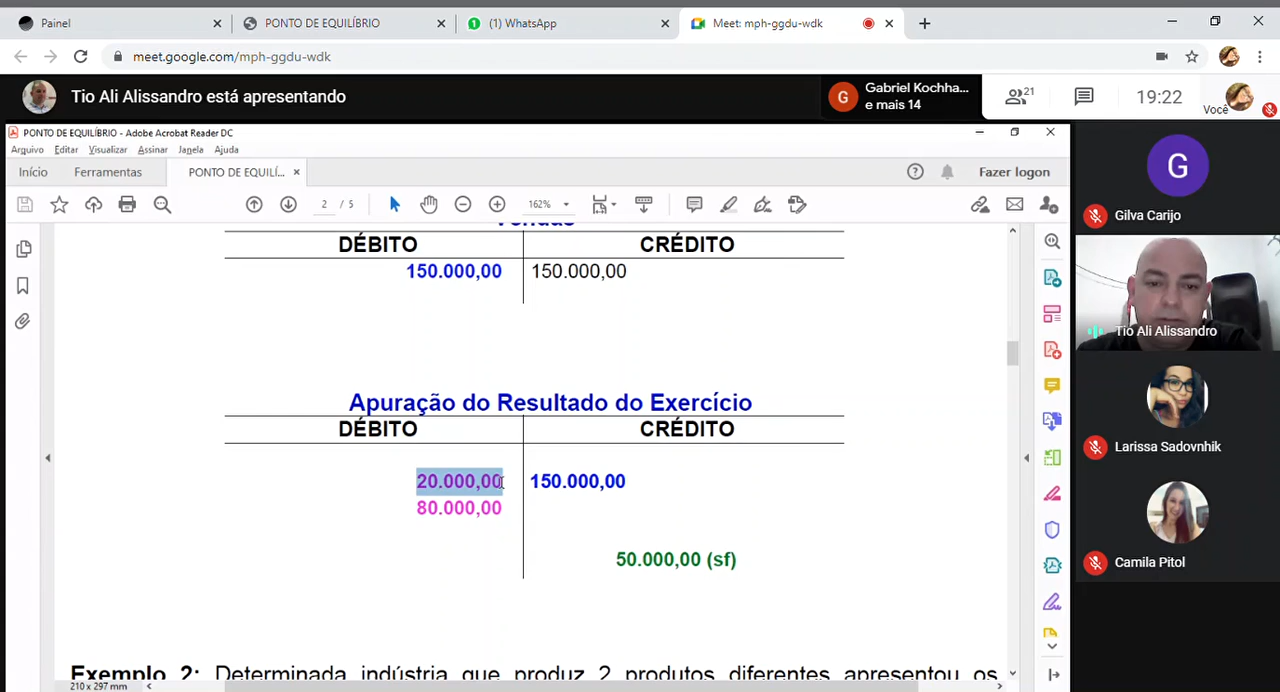 Painel
PONTO DE EQUILÍBRIO
(1) WhatsApp
Meet: mph-ggdu-wdk
meet.google.com/mph-ggdu-wdk
Tio Ali Alissandro está apresentando
G
Gabriel Kochha...
e mais 14
21
19:22
Você
PONTO DE EQUILÍBRIO - Adobe Acrobat Reader DC
Arquivo Editar Visualizar Assinar Janela Ajuda
Início
Ferramentas
PONTO DE EQUILÍ...
Fazer logon
2 / 5
162%
Vendas
DÉBITO
CRÉDITO
150.000,00
150.000,00
Apuração do Resultado do Exercício
DÉBITO
CRÉDITO
20.000,00
150.000,00
80.000,00
50.000,00 (sf)
Exemplo 2: Determinada indústria que produz 2 produtos diferentes apresentou os
210 x 297 mm
G
Gilva Carijo
Tio Ali Alissandro
Larissa Sadovnhik
Camila Pitol